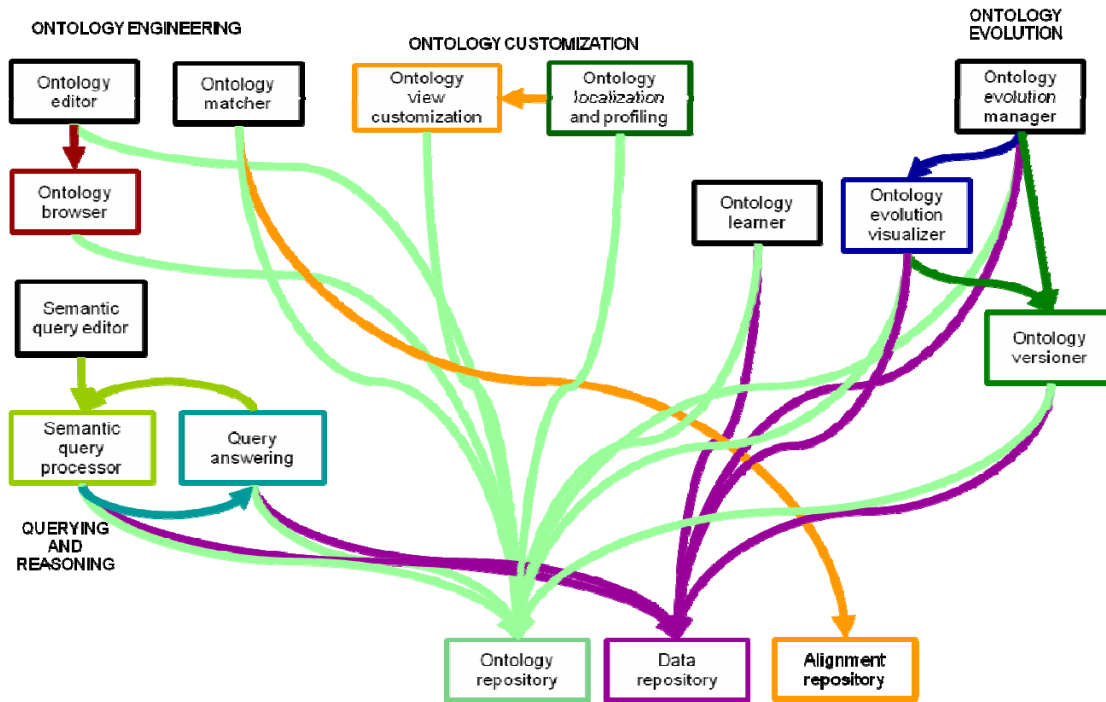 ONTOLOGY ENGINEERING
ONTOLOGY CUSTOMIZATION
ONTOLOGY
EVOLUTION
Ontology
editor
Ontology
matcher
Ontology
view
customization
Ontology
localization
and profiling
Ontology
evolution
manager
Ontology
browser
Ontology
learner
Ontology
evolution
visualizer
Semantic
query editor
Ontology
versioner
Semantic
query
processor
Query
answering
QUERYING
AND
REASONING
Ontology
repository
Data
repository
Alignment
repository